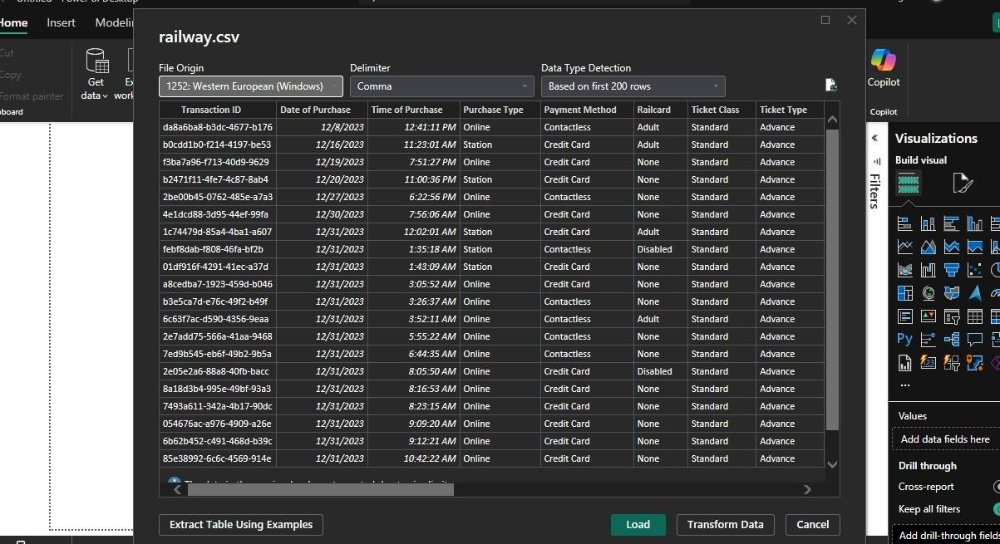 Untitled - Power BI Desktop
Home Insert
railway.csv
Cut
Copy
Format painter
Get
data
File Origin Delimiter Data Type Detection
1252: Western European (Windows) Comma Based on first 200 rows
Transaction ID Date of Purchase Time of Purchase Purchase Type Payment Method Railcard Ticket Class Ticket Type
da8a6ba8-b3dc-4677-b176 12/8/2023 12:41:11 PM Online Contactless Adult Standard Advance
b0cdd1b0-f214-4197-be53 12/16/2023 11:23:01 AM Station Credit Card Adult Standard Advance
f3ba7a96-f713-40d9-9629 12/19/2023 7:51:27 PM Online Credit Card None Standard Advance
b2471f11-4fe7-4c87-8ab4 12/20/2023 11:00:36 PM Station Credit Card None Standard Advance
2be00b45-0762-485e-a7a3 12/27/2023 6:22:56 PM Online Contactless None Standard Advance
4e1dcd88-3d95-44ef-99fa 12/30/2023 7:56:06 AM Online Credit Card None Standard Advance
1c74479d-85a4-4ba1-a607 12/31/2023 12:02:01 AM Station Credit Card Adult Standard Advance
febf8dab-f808-46fa-bf2b 12/31/2023 1:35:18 AM Station Contactless Disabled Standard Advance
01df916f-4291-41ec-a37d 12/31/2023 1:43:09 AM Station Credit Card None Standard Advance
a8cedba7-1923-459d-b046 12/31/2023 3:05:52 AM Online Credit Card None Standard Advance
b3e5ca7d-e76c-49f2-b49f 12/31/2023 3:26:37 AM Online Contactless None Standard Advance
6c63f7ac-d590-4356-9eaa 12/31/2023 3:52:11 AM Online Contactless Adult Standard Advance
2e7add75-566a-41aa-9468 12/31/2023 5:55:22 AM Online Contactless None Standard Advance
7ed9b545-eb6f-49b2-9b5a 12/31/2023 6:44:35 AM Online Contactless None Standard Advance
2e05e2a6-88a8-40fb-bacc 12/31/2023 8:05:50 AM Online Credit Card Disabled Standard Advance
8a18d3b4-995e-49bf-93a3 12/31/2023 8:16:53 AM Online Credit Card None Standard Advance
7493a611-342a-4b17-90dc 12/31/2023 8:23:15 AM Online Credit Card None Standard Advance
054676ac-a976-4909-a26e 12/31/2023 9:09:20 AM Online Credit Card None Standard Advance
6b62b452-c491-468d-b39c 12/31/2023 9:12:21 AM Online Credit Card None Standard Advance
85e38992-6c6c-4569-914e 12/31/2023 10:42:22 AM Online Credit Card None Standard Advance
Extract Table Using Examples Load Transform Data Cancel
Copilot
Copilot
Filters
Visualizations
Build visual
Py
123
...
Values
Add data fields here
Drill through
Cross-report
Keep all filters
Add drill-through fields